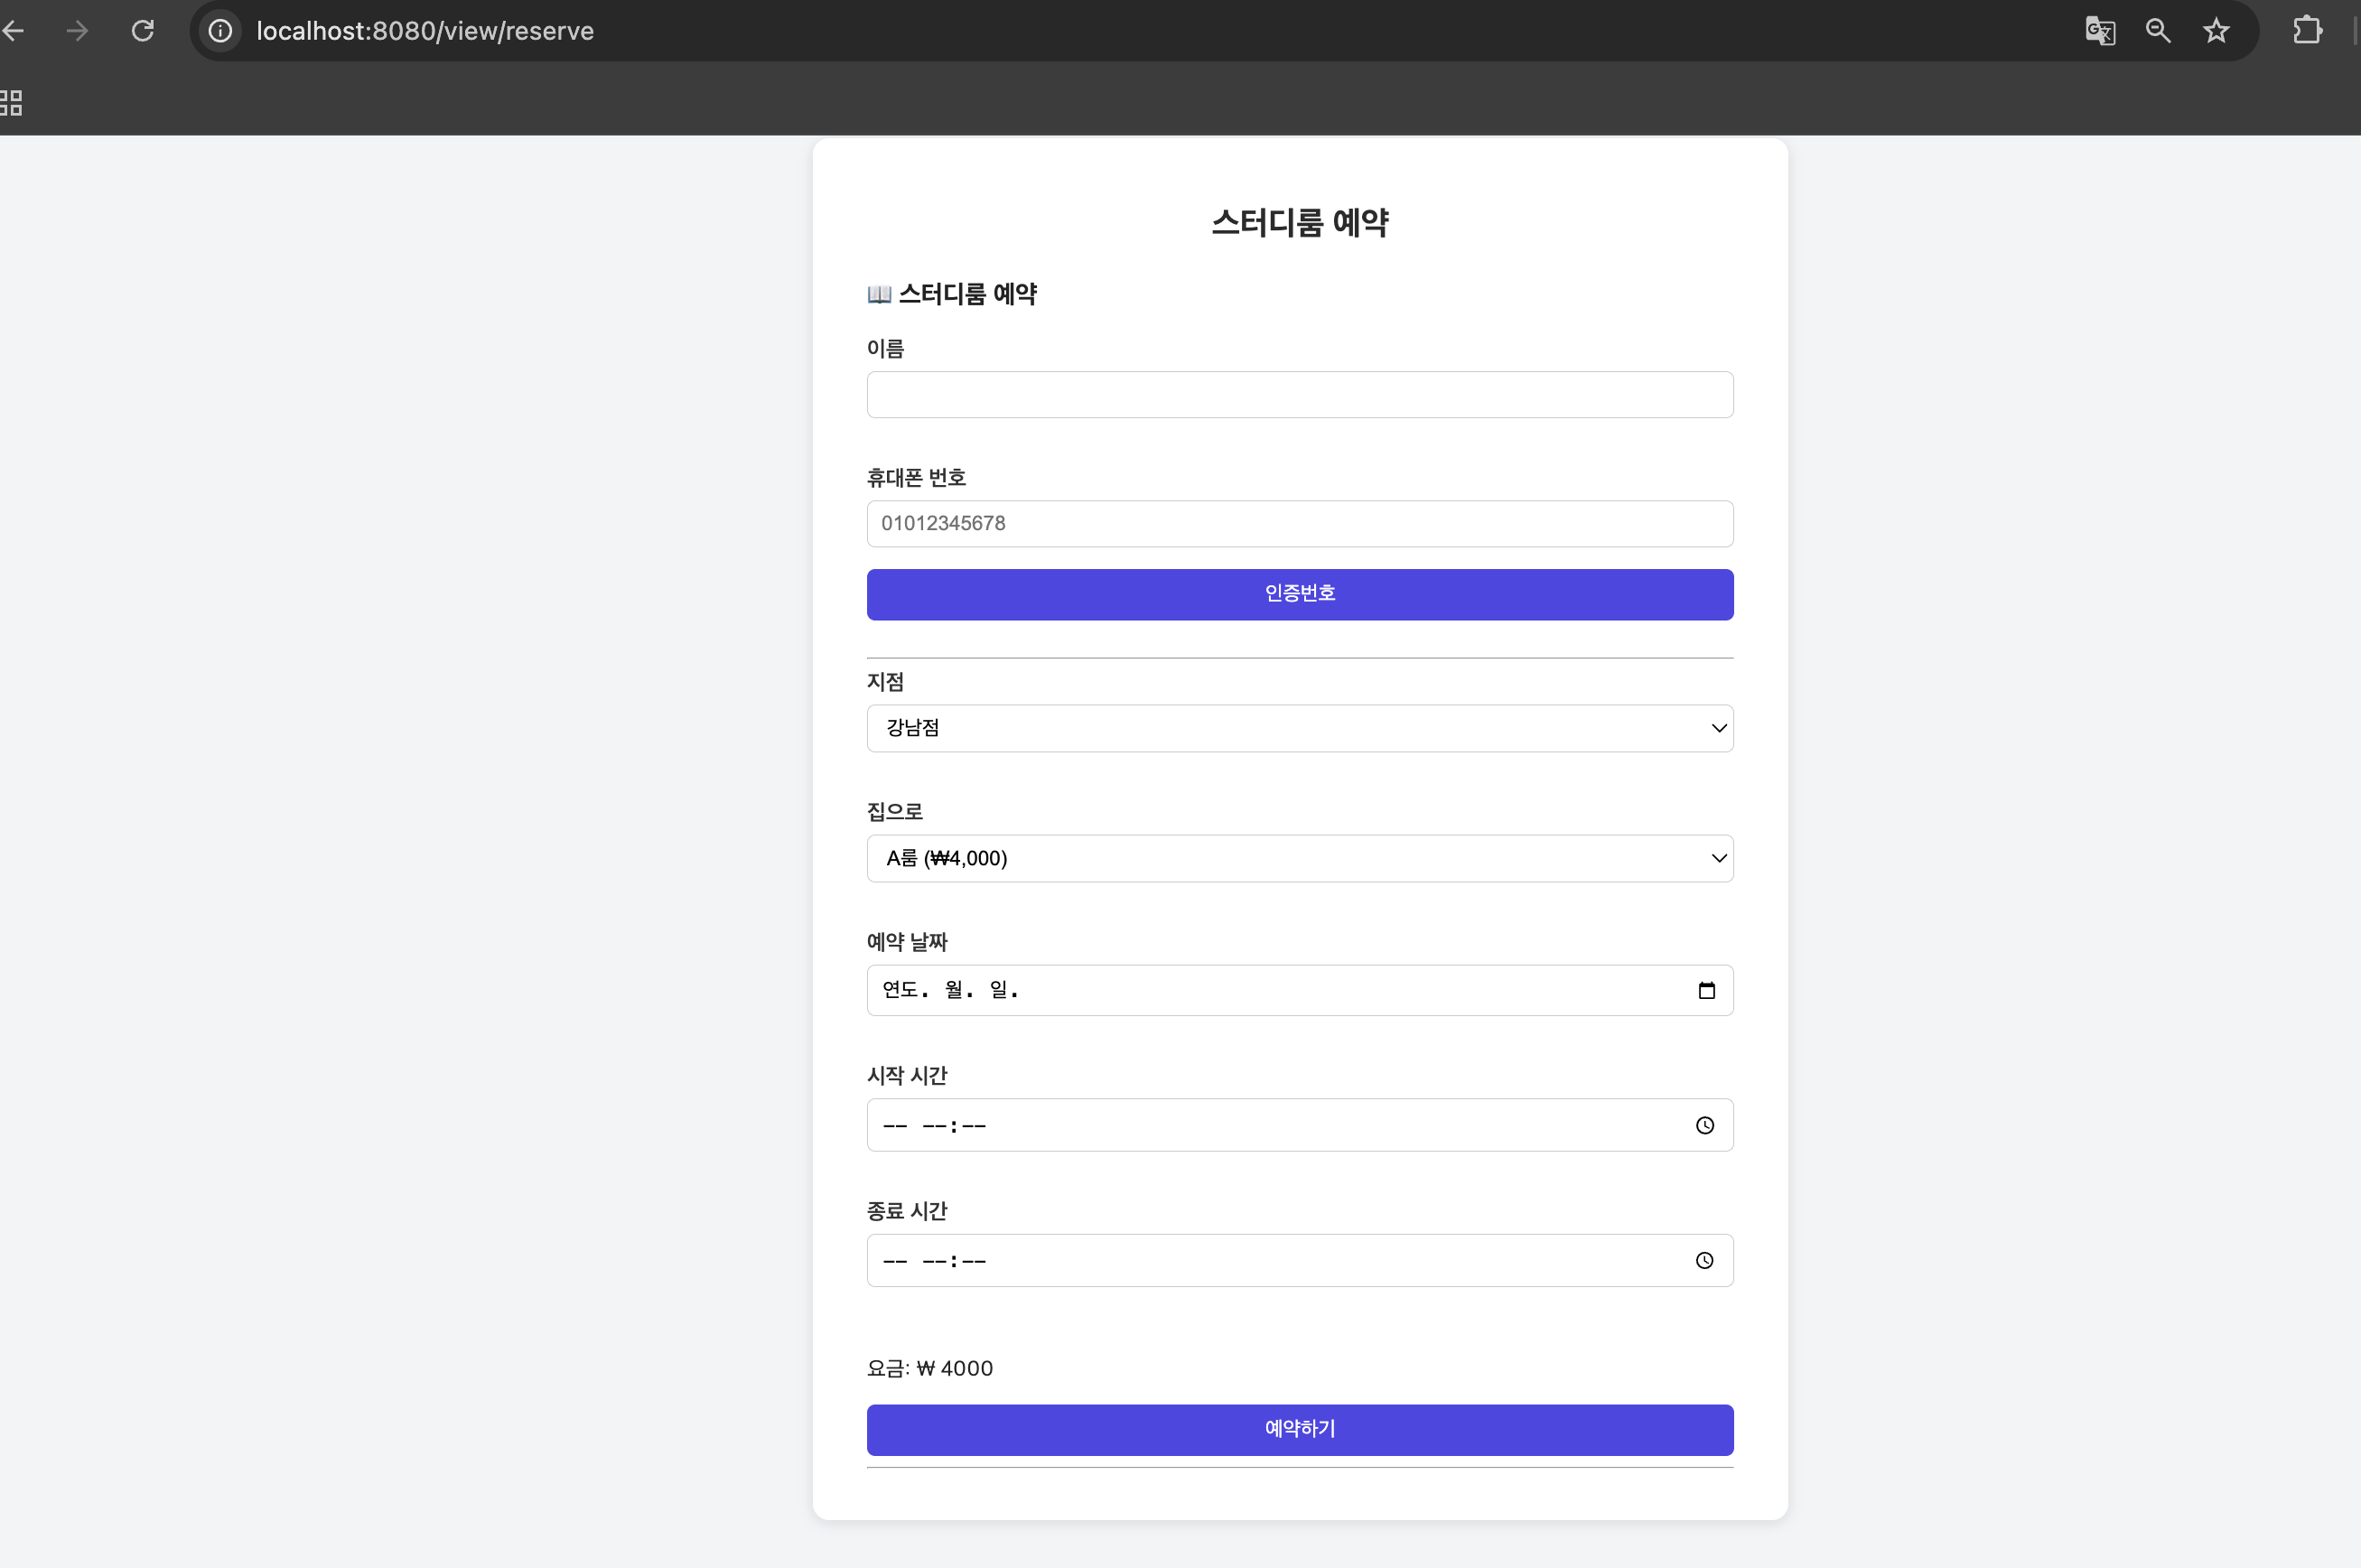 localhost:8080/view/reserve
스터디룸 예약
📖 스터디룸 예약
이름
휴대폰 번호
01012345678
인증번호
지점
강남점
집으로
A룸 (₩4,000)
예약 날짜
연도. 월. 일.
시작 시간
-- --:--
종료 시간
-- --:--
요금: ₩ 4000
예약하기